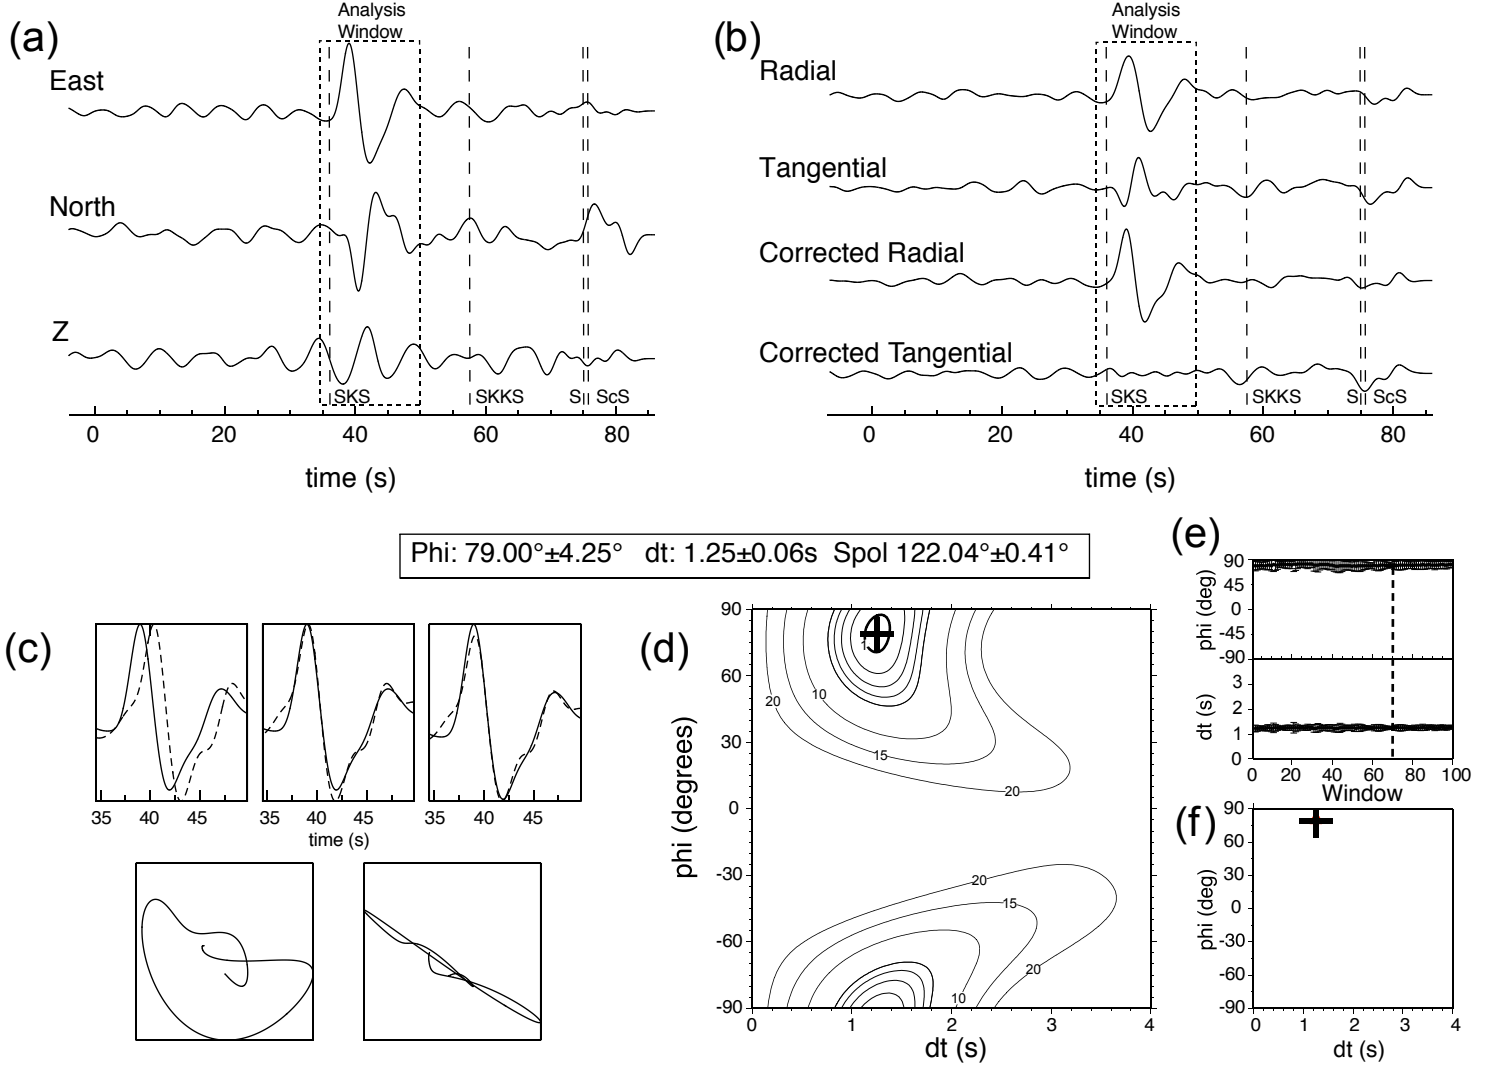 (a)
Analysis
Window
East
North
Z
SKS
SKKS
S
ScS
0 20 40 60 80
time (s)
(b)
Analysis
Window
Radial
Tangential
Corrected Radial
Corrected Tangential
SKS
SKKS
S
ScS
0 20 40 60 80
time (s)
Phi: 79.00°±4.25° dt: 1.25±0.06s Spol 122.04°±0.41°
(c)
35 40 45
35 40 45
35 40 45
time (s)
(d)
phi (degrees)
90
60
30
0
-30
-60
-90
1
20
10
15
20
20
15
20
10
0 1 2 3 4
dt (s)
(e)
phi (deg)
90
45
0
-45
-90
dt (s)
3
2
1
0
0 20 40 60 80 100
Window
(f)
phi (deg)
90
60
30
0
-30
-60
-90
0 1 2 3 4
dt (s)